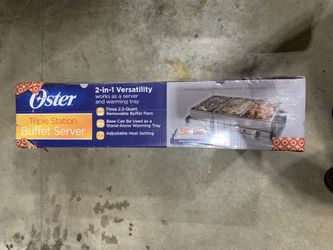 Oster
Triple Station
Buffet Server
2-in-1 Versatility
works as a server
and warming tray
Three 2.5-Quart
Removable Buffet Pans
Base Can Be Used as a
Stand-Alone Warming Tray
Adjustable Heat Setting